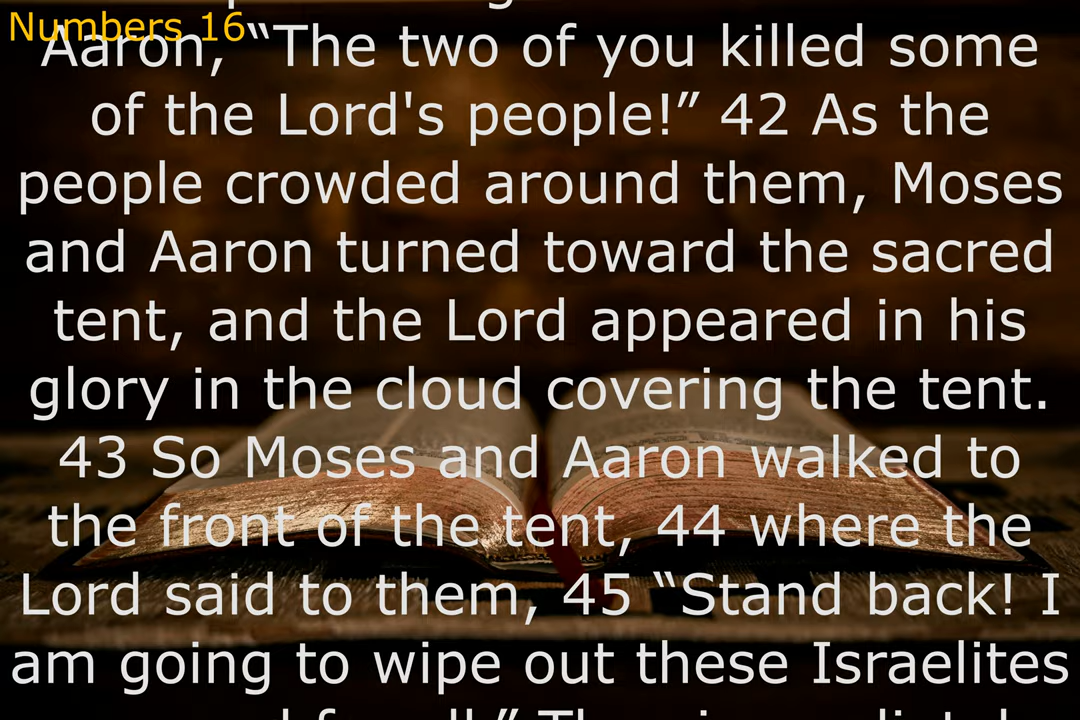 Numbers 16
Aaron, “The two of you killed some
of the Lord's people!” 42 As the
people crowded around them, Moses
and Aaron turned toward the sacred
tent, and the Lord appeared in his
glory in the cloud covering the tent.
43 So Moses and Aaron walked to
the front of the tent, 44 where the
Lord said to them, 45 “Stand back! I
am going to wipe out these Israelites